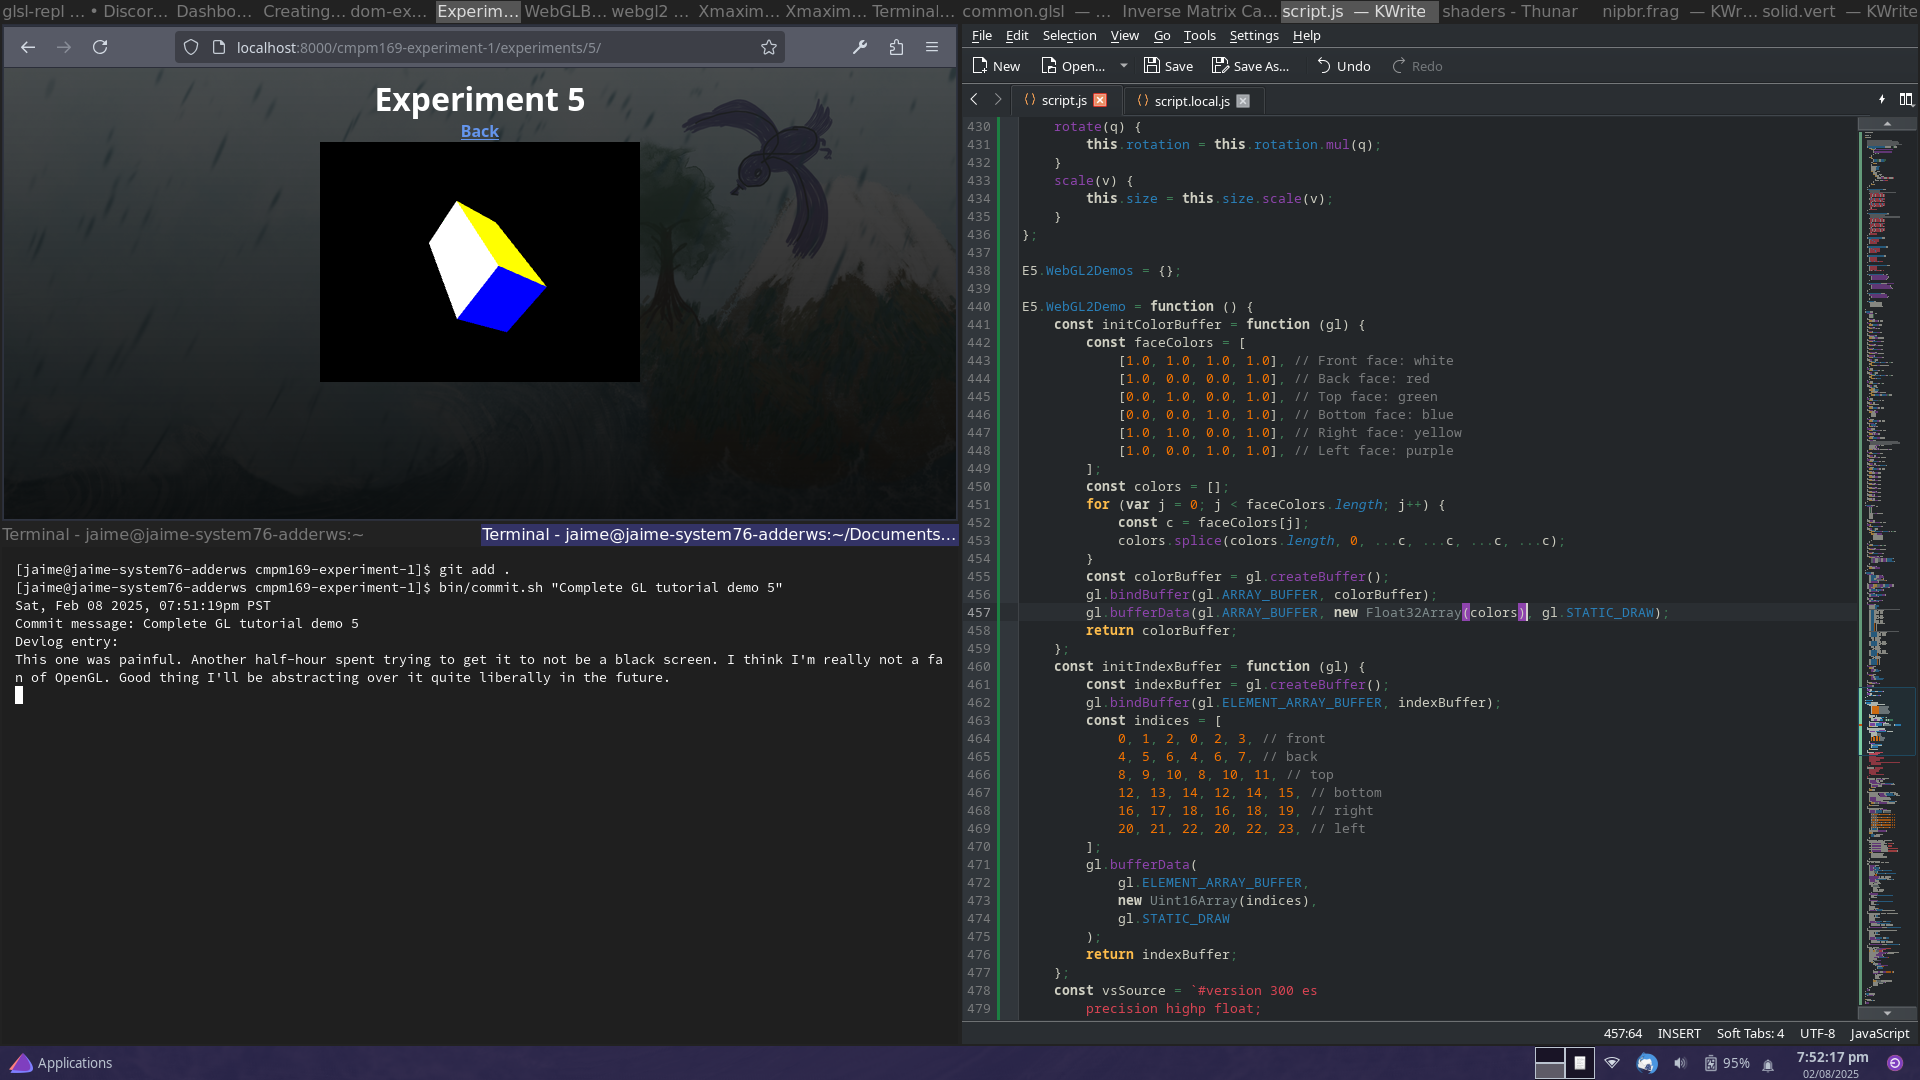 glsl-repl ... • Discor... Dashbo... Creating... dom-ex... Experim... WebGLB... webgl2 ... Xmaxim... Xmaxim... Terminal... common.glsl — ... Inverse Matrix Ca... script.js — KWrite shaders - Thunar nipbr.frag — KWr... solid.vert — KWrite
localhost:8000/cmpm169-experiment-1/experiments/5/
Experiment 5
Back
Terminal - jaime@jaime-system76-adderws:~ Terminal - jaime@jaime-system76-adderws:~/Documents...
[jaime@jaime-system76-adderws cmpm169-experiment-1]$ git add .
[jaime@jaime-system76-adderws cmpm169-experiment-1]$ bin/commit.sh "Complete GL tutorial demo 5"
Sat, Feb 08 2025, 07:51:19pm PST
Commit message: Complete GL tutorial demo 5
Devlog entry:
This one was painful. Another half-hour spent trying to get it to not be a black screen. I think I'm really not a fa
n of OpenGL. Good thing I'll be abstracting over it quite liberally in the future.
File Edit Selection View Go Tools Settings Help
New Open... Save Save As... Undo Redo
script.js script.local.js
430 rotate(q) {
431 this.rotation = this.rotation.mul(q);
432 }
433 scale(v) {
434 this.size = this.size.scale(v);
435 }
436 };
437
438 E5.WebGL2Demos = {};
439
440 E5.WebGL2Demo = function () {
441 const initColorBuffer = function (gl) {
442 const faceColors = [
443 [1.0, 1.0, 1.0, 1.0], // Front face: white
444 [1.0, 0.0, 0.0, 1.0], // Back face: red
445 [0.0, 1.0, 0.0, 1.0], // Top face: green
446 [0.0, 0.0, 1.0, 1.0], // Bottom face: blue
447 [1.0, 1.0, 0.0, 1.0], // Right face: yellow
448 [1.0, 0.0, 1.0, 1.0], // Left face: purple
449 ];
450 const colors = [];
451 for (var j = 0; j < faceColors.length; j++) {
452 const c = faceColors[j];
453 colors.splice(colors.length, 0, ...c, ...c, ...c, ...c);
454 }
455 const colorBuffer = gl.createBuffer();
456 gl.bindBuffer(gl.ARRAY_BUFFER, colorBuffer);
457 gl.bufferData(gl.ARRAY_BUFFER, new Float32Array(colors), gl.STATIC_DRAW);
458 return colorBuffer;
459 };
460 const initIndexBuffer = function (gl) {
461 const indexBuffer = gl.createBuffer();
462 gl.bindBuffer(gl.ELEMENT_ARRAY_BUFFER, indexBuffer);
463 const indices = [
464 0, 1, 2, 0, 2, 3, // front
465 4, 5, 6, 4, 6, 7, // back
466 8, 9, 10, 8, 10, 11, // top
467 12, 13, 14, 12, 14, 15, // bottom
468 16, 17, 18, 16, 18, 19, // right
469 20, 21, 22, 20, 22, 23, // left
470 ];
471 gl.bufferData(
472 gl.ELEMENT_ARRAY_BUFFER,
473 new Uint16Array(indices),
474 gl.STATIC_DRAW
475 );
476 return indexBuffer;
477 };
478 const vsSource = `#version 300 es
479 precision highp float;
457:64 INSERT Soft Tabs: 4 UTF-8 JavaScript
Applications 95% 7:52:17 pm
02/08/2025